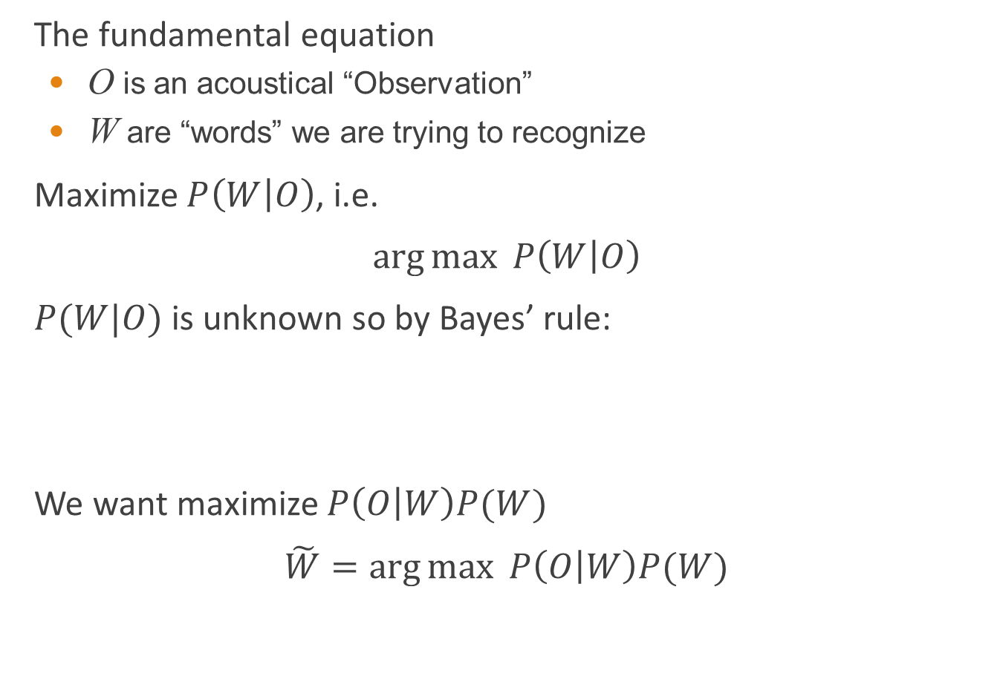 The fundamental equation
• O is an acoustical “Observation”
• W are “words” we are trying to recognize
Maximize P(W|O), i.e.
arg max P(W|O)
P(W|O) is unknown so by Bayes’ rule:
We want maximize P(O|W)P(W)
W̃ = arg max P(O|W)P(W)